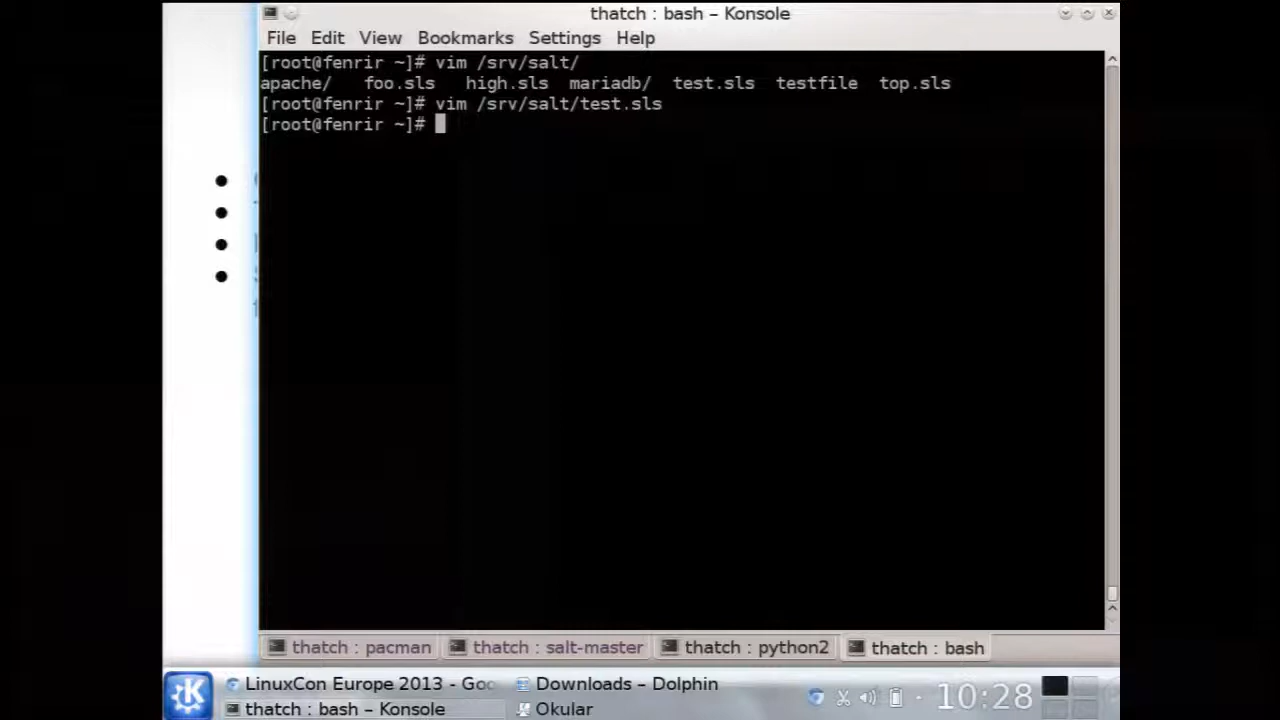 thatch : bash – Konsole
File Edit View Bookmarks Settings Help
[root@fenrir ~]# vim /srv/salt/
apache/ foo.sls high.sls mariadb/ test.sls testfile top.sls
[root@fenrir ~]# vim /srv/salt/test.sls
[root@fenrir ~]#
thatch : pacman thatch : salt-master thatch : python2 thatch : bash
LinuxCon Europe 2013 - Goo
Downloads – Dolphin
thatch : bash – Konsole
Okular
10:28